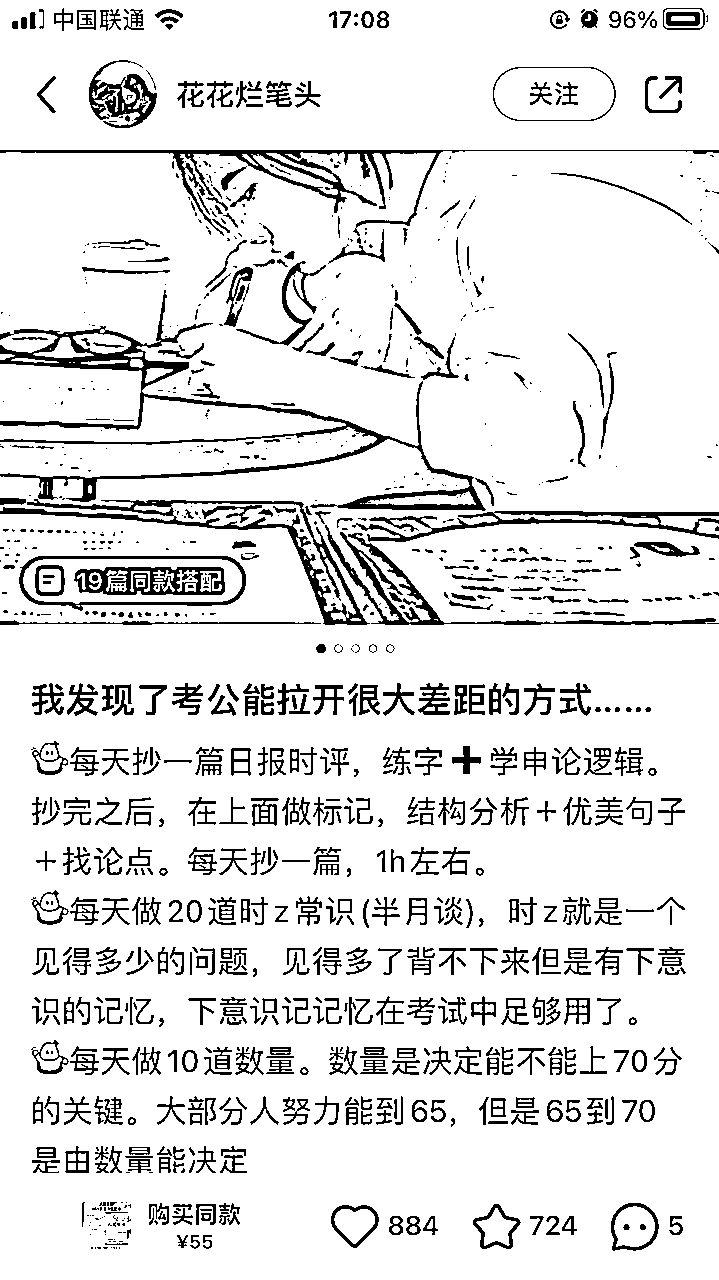 中国联通 17:08 96%
花花烂笔头 关注
19篇同款搭配
我发现了考公能拉开很大差距的方式……
每天抄一篇日报时评，练字➕学申论逻辑。
抄完之后，在上面做标记，结构分析＋优美句子
＋找论点。每天抄一篇，1h左右。
每天做20道时z常识(半月谈)，时z就是一个
见得多少的问题，见得多了背不下来但是有下意
识的记忆，下意识记记忆在考试中足够用了。
每天做10道数量。数量是决定能不能上70分
的关键。大部分人努力能到65，但是65到70
是由数量能决定
购买同款
¥55
884 724 5